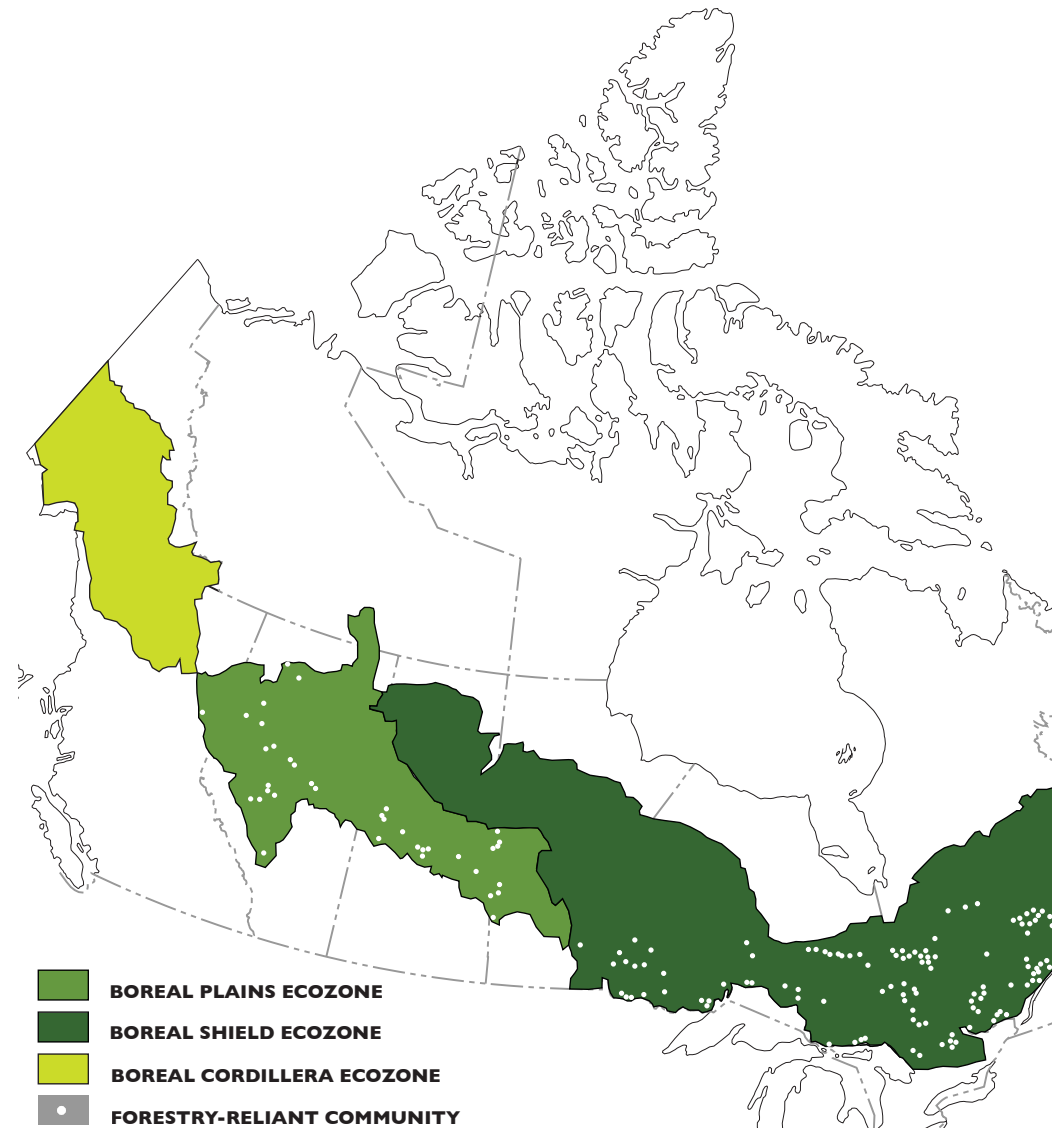 BOREAL PLAINS ECOZONE
BOREAL SHIELD ECOZONE
BOREAL CORDILLERA ECOZONE
FORESTRY-RELIANT COMMUNITY